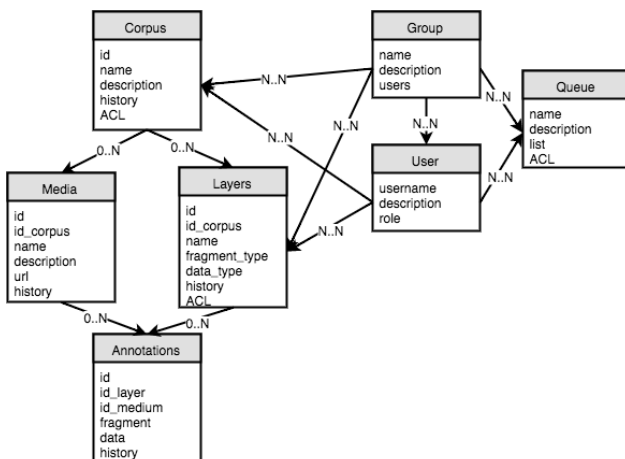 Corpus
id
name
description
history
ACL
Group
name
description
users
Queue
name
description
list
ACL
User
username
description
role
Media
id
id_corpus
name
description
url
history
Layers
id
id_corpus
name
fragment_type
data_type
history
ACL
Annotations
id
id_layer
id_medium
fragment
data
history
N..N
N..N
N..N
N..N
N..N
N..N
N..N
0..N
0..N
0..N
0..N